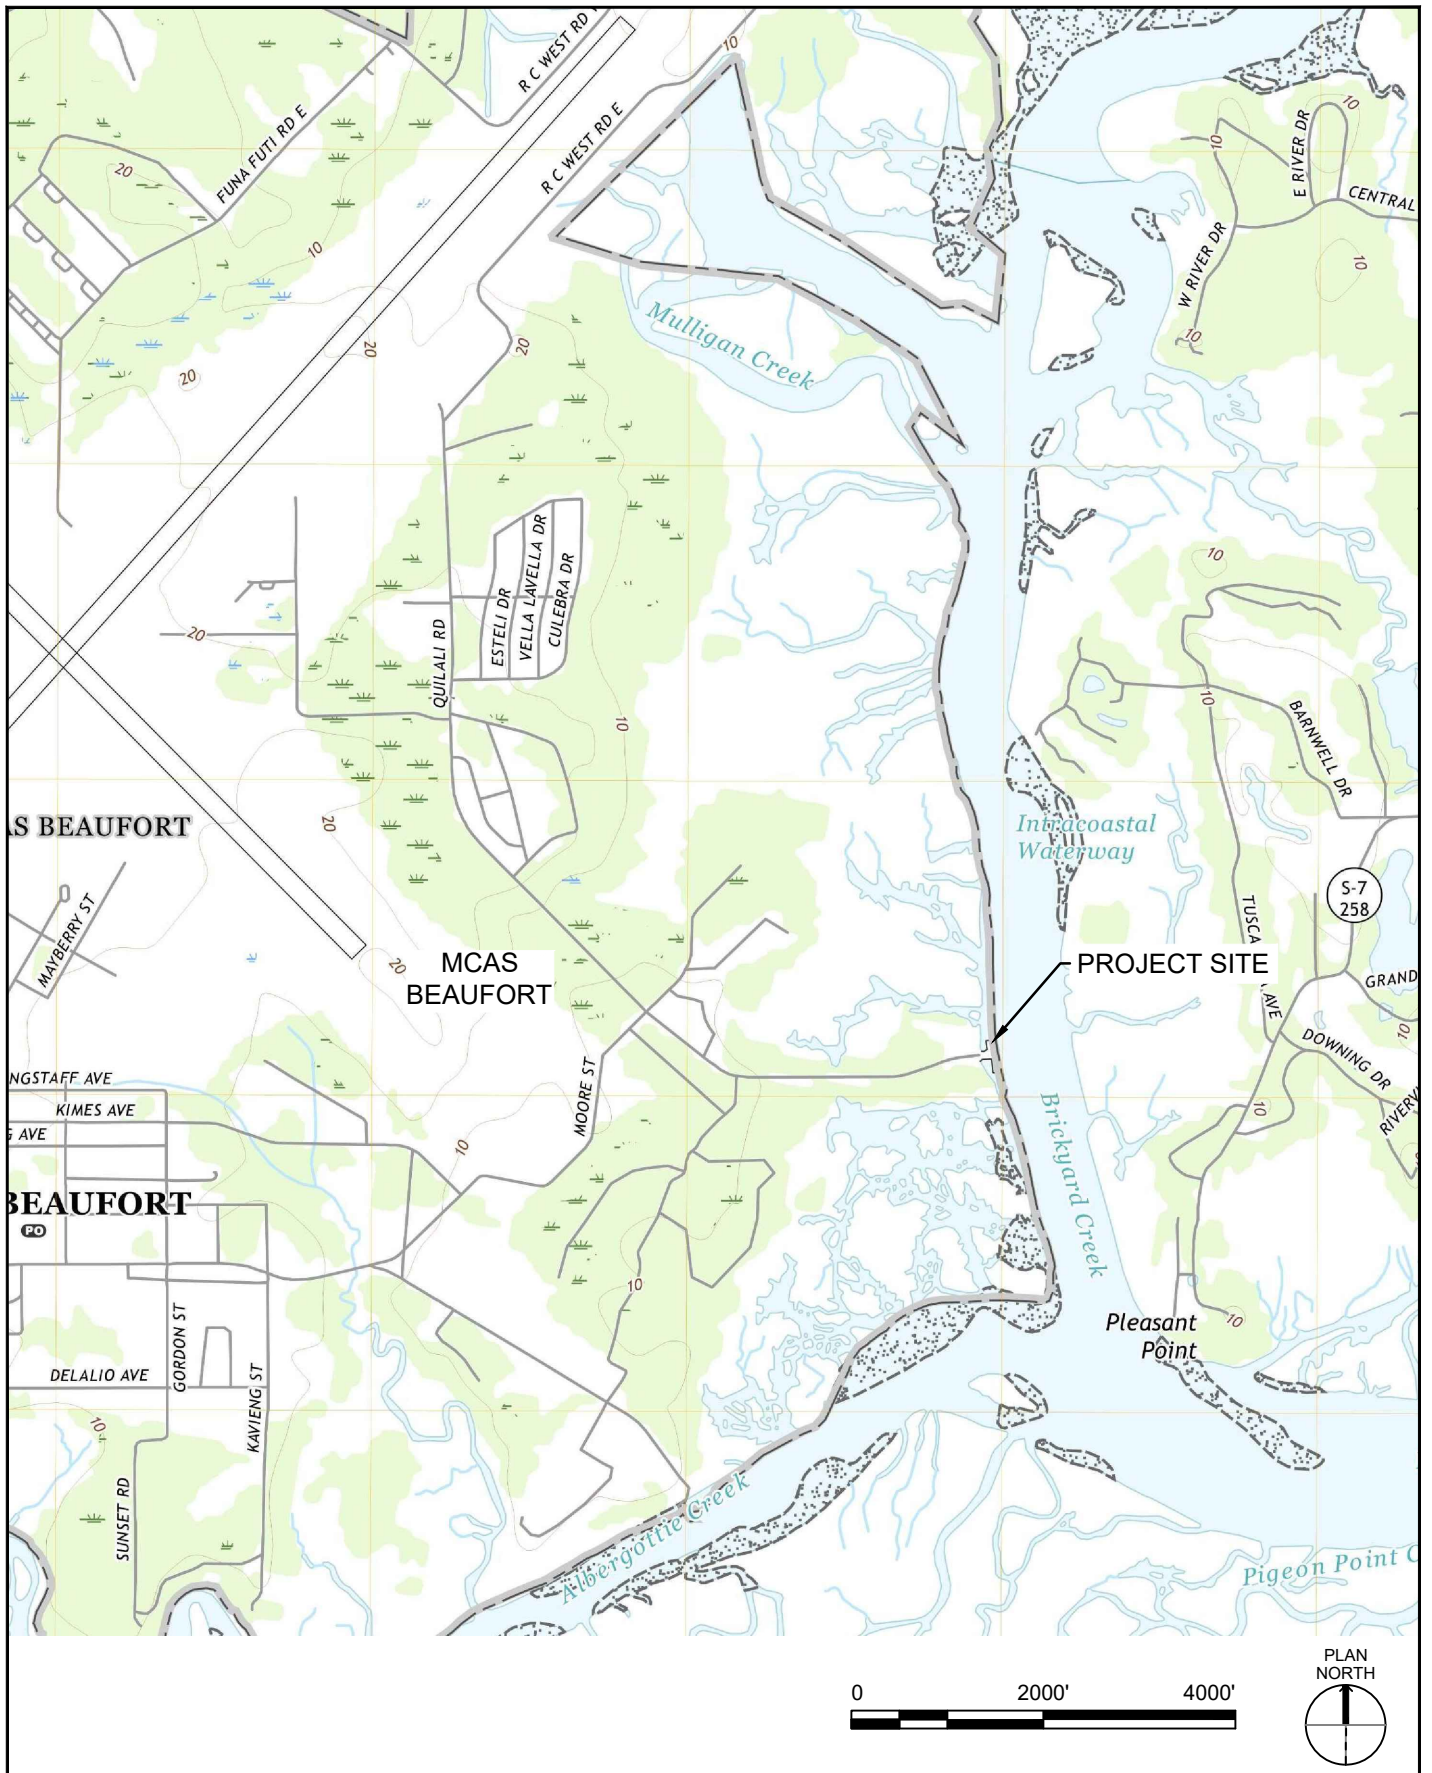 R C WEST RD
10
10
E RIVER DR
FUNA FUTI RD E
R C WEST RD E
10
20
CENTRAL
10
W RIVER DR
10
Mulligan Creek
10
20
20
20
10
ESTELI DR
VELLA LAVELLA DR
CULEBRA DR
20
QUILALI RD
10
10
BARNWELL DR
20
AS BEAUFORT
Intracoastal
Waterway
S-7
258
MAYBERRY ST
TUSCA
AVE
20
MCAS
BEAUFORT
PROJECT SITE
GRAND
10
DOWNING DR
NGSTAFF AVE
KIMES AVE
G AVE
MOORE ST
10
10
RIVERV
Brickyard Creek
BEAUFORT
PO
10
GORDON ST
Pleasant
Point
10
DELALIO AVE
KAVIENG ST
10
SUNSET RD
Albergottie Creek
Pigeon Point C
0 2000' 4000'
PLAN
NORTH